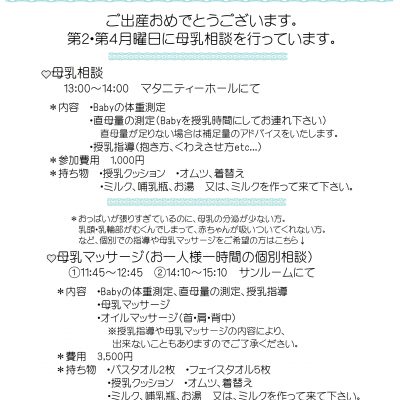 ご出産おめでとうございます。
第2・第4月曜日に母乳相談を行っています。
♡母乳相談
13:00～14:00　マタニティーホールにて
＊内容　・Babyの体重測定
・直母量の測定(Babyを授乳時間にしてお連れ下さい)
直母量が足りない場合は補足量のアドバイスをいたします。
・授乳指導(抱き方、くわえさせ方etc...)
＊参加費用　1,000円
＊持ち物　・授乳クッション　・オムツ、着替え
・ミルク、哺乳瓶、お湯　又は、ミルクを作って来て下さい。
＊おっぱいが張りすぎているのに、母乳の分泌が少ない方。
乳頭・乳輪部がむくんでしまって、赤ちゃんが吸いついてくれない方。
など、個別での指導や母乳マッサージをご希望の方はこちら↓
♡母乳マッサージ(お一人様一時間の個別相談)
①11:45～12:45　②14:10～15:10　サンルームにて
＊内容　・Babyの体重測定、直母量の測定、授乳指導
・母乳マッサージ
・オイルマッサージ(首・肩・背中)
※授乳指導や母乳マッサージの内容により、
出来ないこともありますのでご了承ください。
＊費用　3,500円
＊持ち物　・バスタオル2枚　・フェイスタオル5枚
・授乳クッション　・オムツ、着替え
・ミルク、哺乳瓶、お湯　又は、ミルクを作って来て下さい。